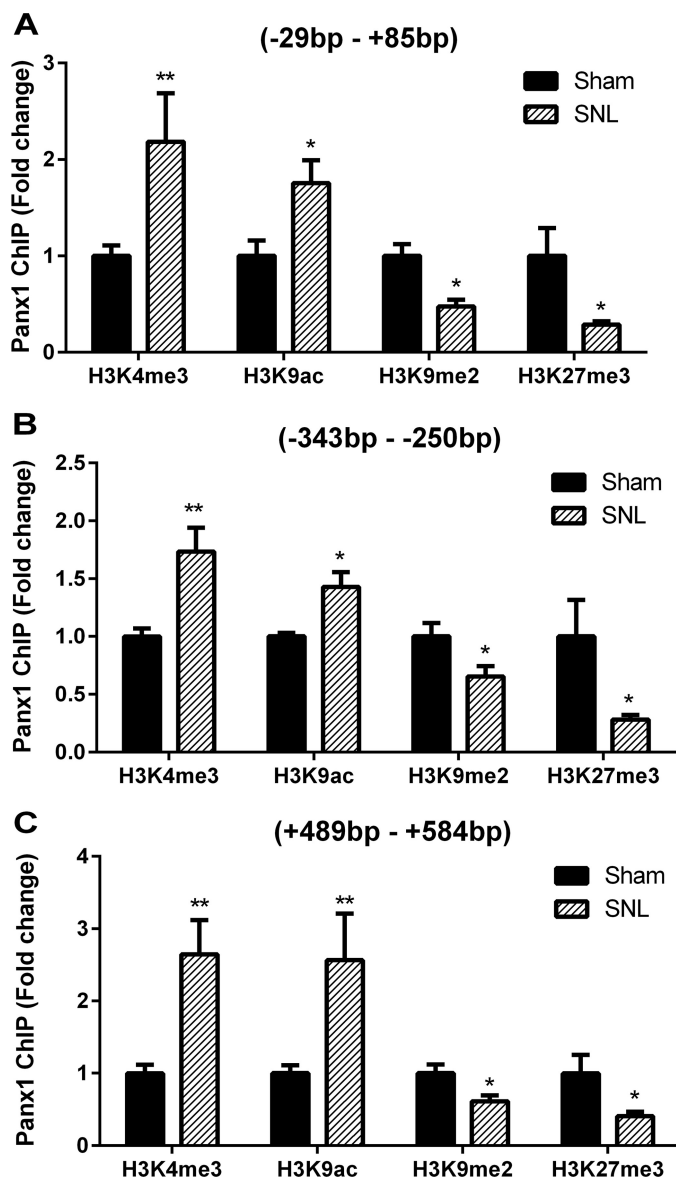 A
(-29bp - +85bp)
Panx1 ChIP (Fold change)
3
2
1
0
Sham
SNL
**
*
*
*
H3K4me3 H3K9ac H3K9me2 H3K27me3
B
(-343bp - -250bp)
Panx1 ChIP (Fold change)
2.5
2.0
1.5
1.0
0.5
0.0
Sham
SNL
**
*
*
*
H3K4me3 H3K9ac H3K9me2 H3K27me3
C
(+489bp - +584bp)
Panx1 ChIP (Fold change)
4
3
2
1
0
Sham
SNL
**
**
*
*
H3K4me3 H3K9ac H3K9me2 H3K27me3